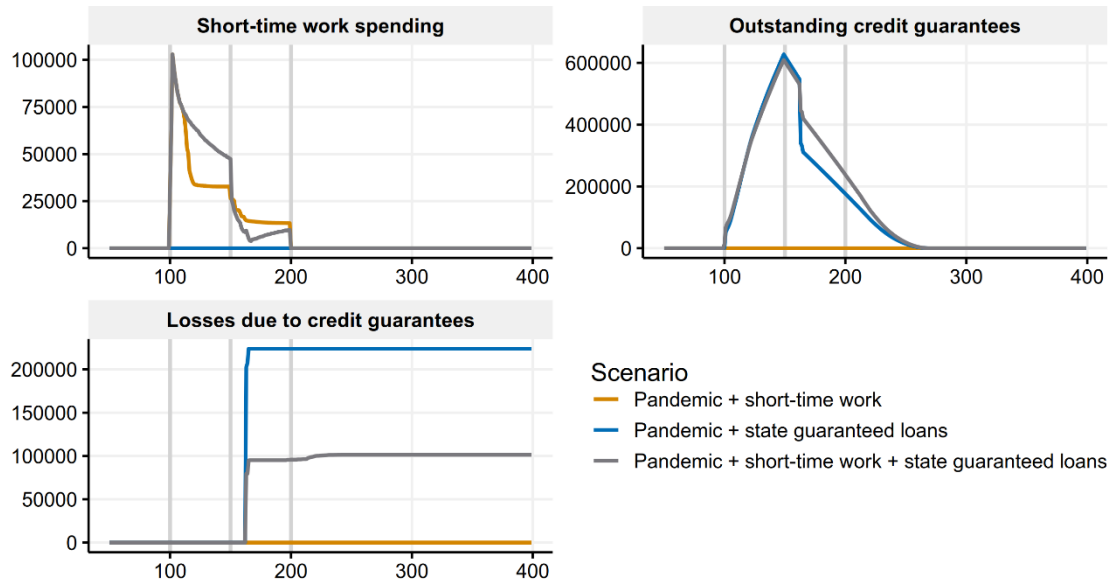 Short-time work spending
100000
75000
50000
25000
0
100 200 300 400
Outstanding credit guarantees
600000
400000
200000
0
100 200 300 400
Losses due to credit guarantees
200000
150000
100000
50000
0
100 200 300 400
Scenario
Pandemic + short-time work
Pandemic + state guaranteed loans
Pandemic + short-time work + state guaranteed loans